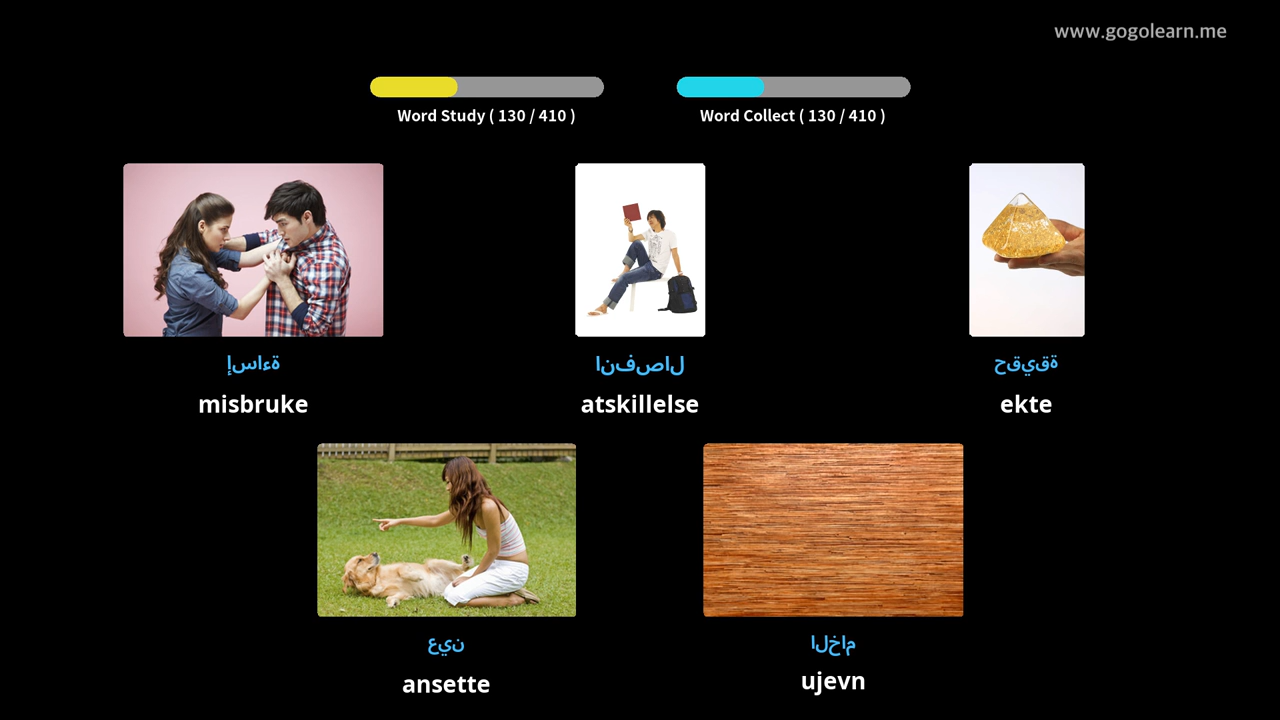 www.gogolearn.me
Word Study ( 130 / 410 )
Word Collect ( 130 / 410 )
إساءة
misbruke
انفصال
atskillelse
حقيقة
ekte
عين
ansette
الخام
ujevn